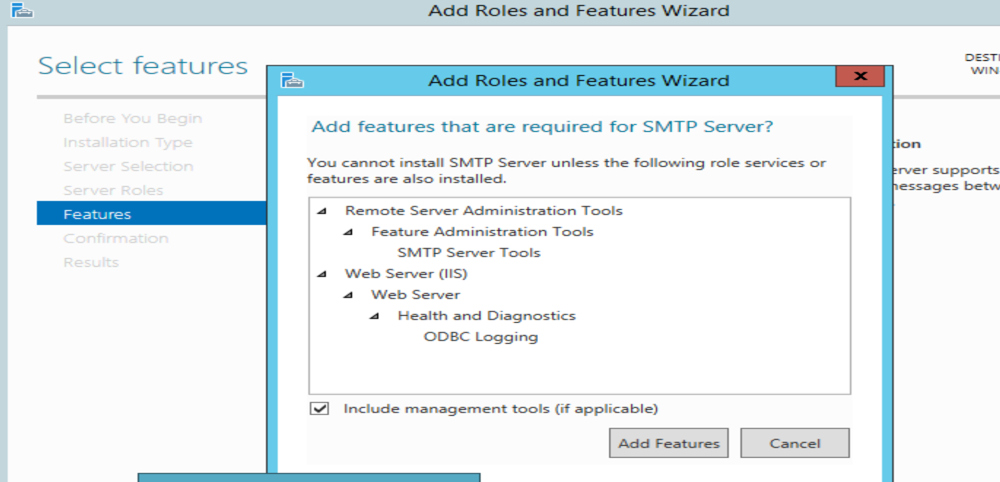 Add Roles and Features Wizard
Select features
DESTI
WIN
Add Roles and Features Wizard
x
Before You Begin
Installation Type
Server Selection
Server Roles
Features
Confirmation
Results
Add features that are required for SMTP Server?
You cannot install SMTP Server unless the following role services or
features are also installed.
Remote Server Administration Tools
Feature Administration Tools
SMTP Server Tools
Web Server (IIS)
Web Server
Health and Diagnostics
ODBC Logging
Include management tools (if applicable)
Add Features
Cancel
tion
erver supports
nessages betw